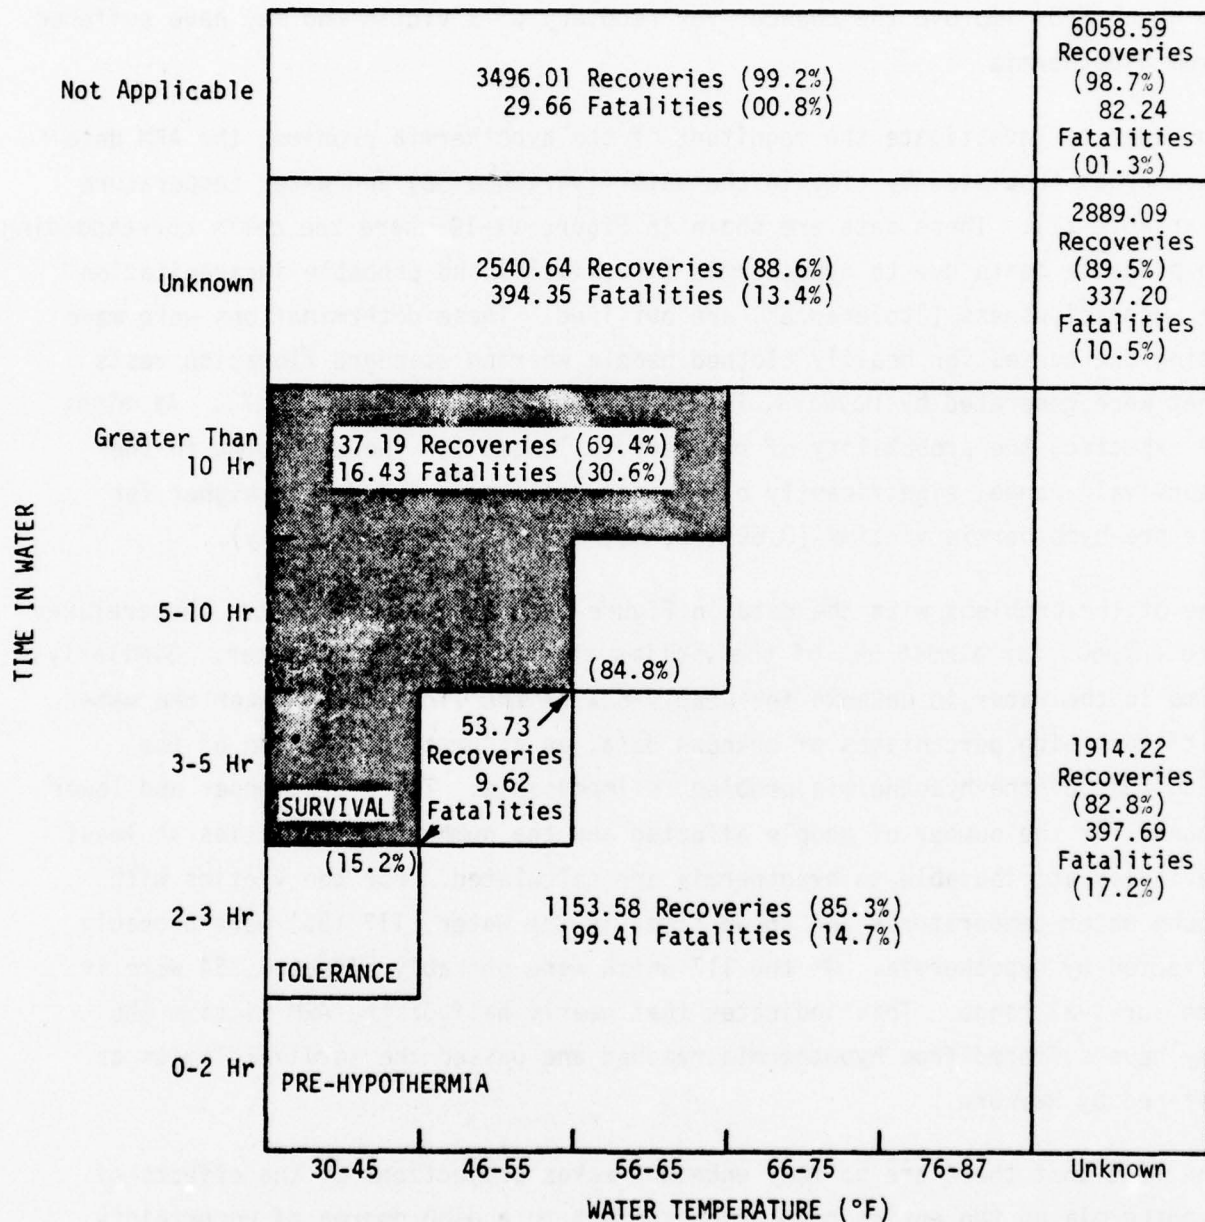 Not Applicable
3496.01 Recoveries (99.2%)
29.66 Fatalities (00.8%)
6058.59
Recoveries
(98.7%)
82.24
Fatalities
(01.3%)
Unknown
2540.64 Recoveries (88.6%)
394.35 Fatalities (13.4%)
2889.09
Recoveries
(89.5%)
337.20
Fatalities
(10.5%)
TIME IN WATER
Greater Than
10 Hr
37.19 Recoveries (69.4%)
16.43 Fatalities (30.6%)
5-10 Hr
(84.8%)
3-5 Hr
53.73
Recoveries
9.62
Fatalities
SURVIVAL
(15.2%)
1914.22
Recoveries
(82.8%)
397.69
Fatalities
(17.2%)
2-3 Hr
1153.58 Recoveries (85.3%)
199.41 Fatalities (14.7%)
TOLERANCE
0-2 Hr
PRE-HYPOTHERMIA
30-45
46-55
56-65
66-75
76-87
Unknown
WATER TEMPERATURE (°F)